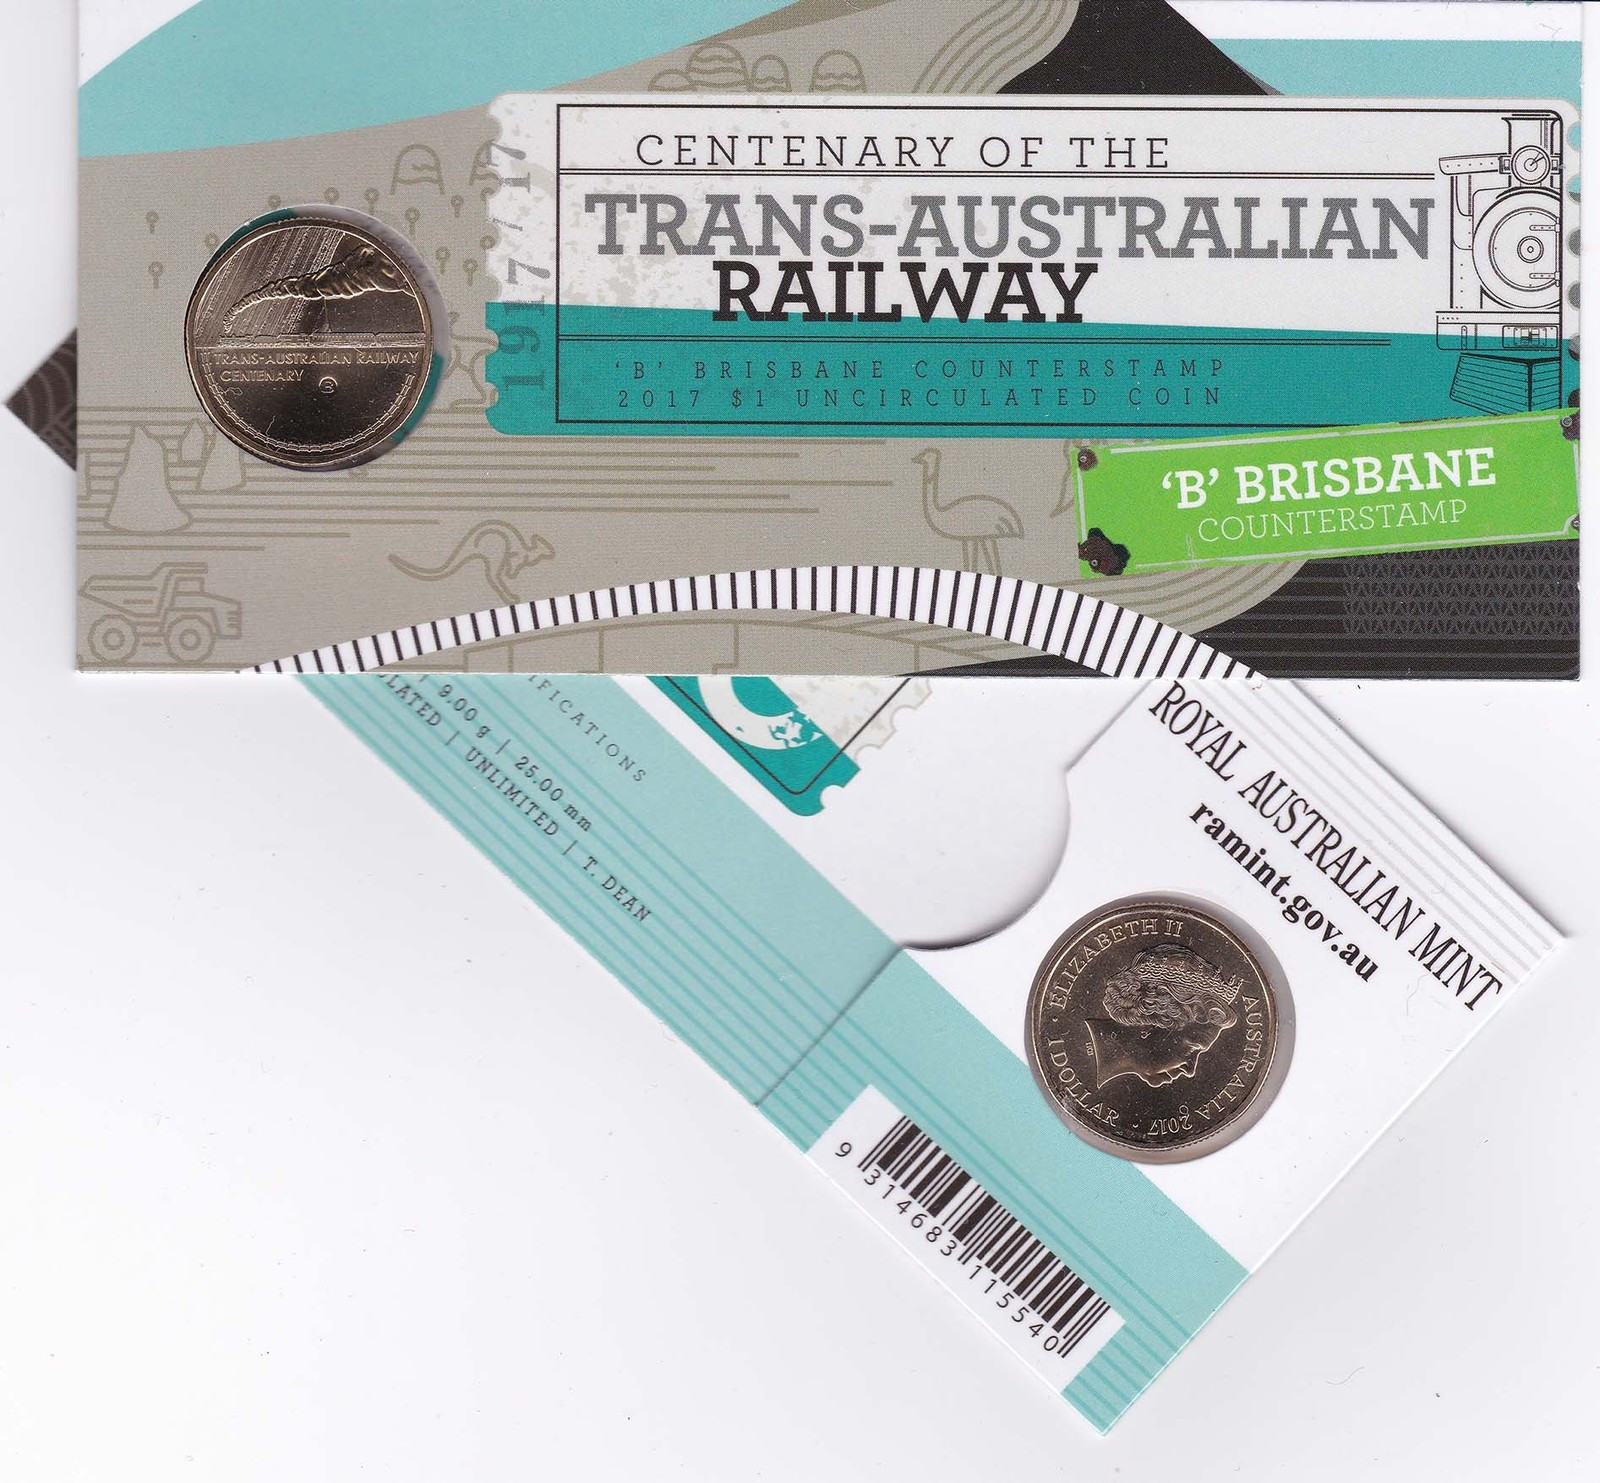 CENTENARY OF THE
TRANS-AUSTRALIAN
RAILWAY
'B' BRISBANE COUNTERSTAMP
2017 $1 UNCIRCULATED COIN
1917/17
TRANS-AUSTRALIAN RAILWAY
CENTENARY B
'B' BRISBANE
COUNTERSTAMP
IFICATIONS
9.00 g | 25.00 mm
LATED | UNLIMITED | T. DEAN
ROYAL AUSTRALIAN MINT
ramint.gov.au
1 DOLLAR · ELIZABETH II
AUSTRALIA 2017 ·
IRB
9 314683 115540